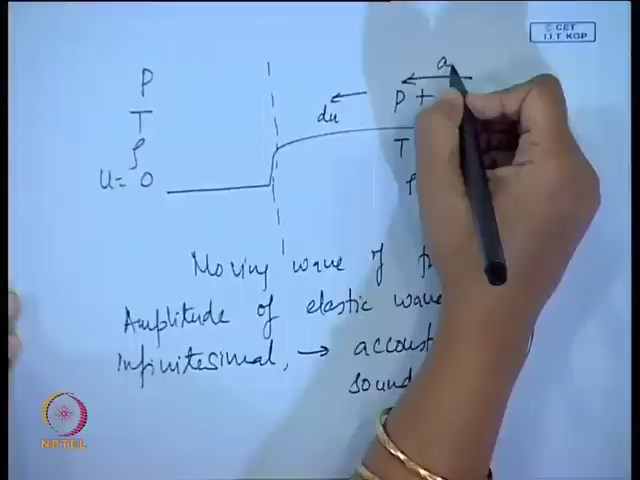 © CET
I.I.T KGP
a
P
du
P +
T
T
ρ
u = 0
ρ
Moving wave of
Amplitude of elastic wave
Infinitesimal, → accoust
sound
NPTEL